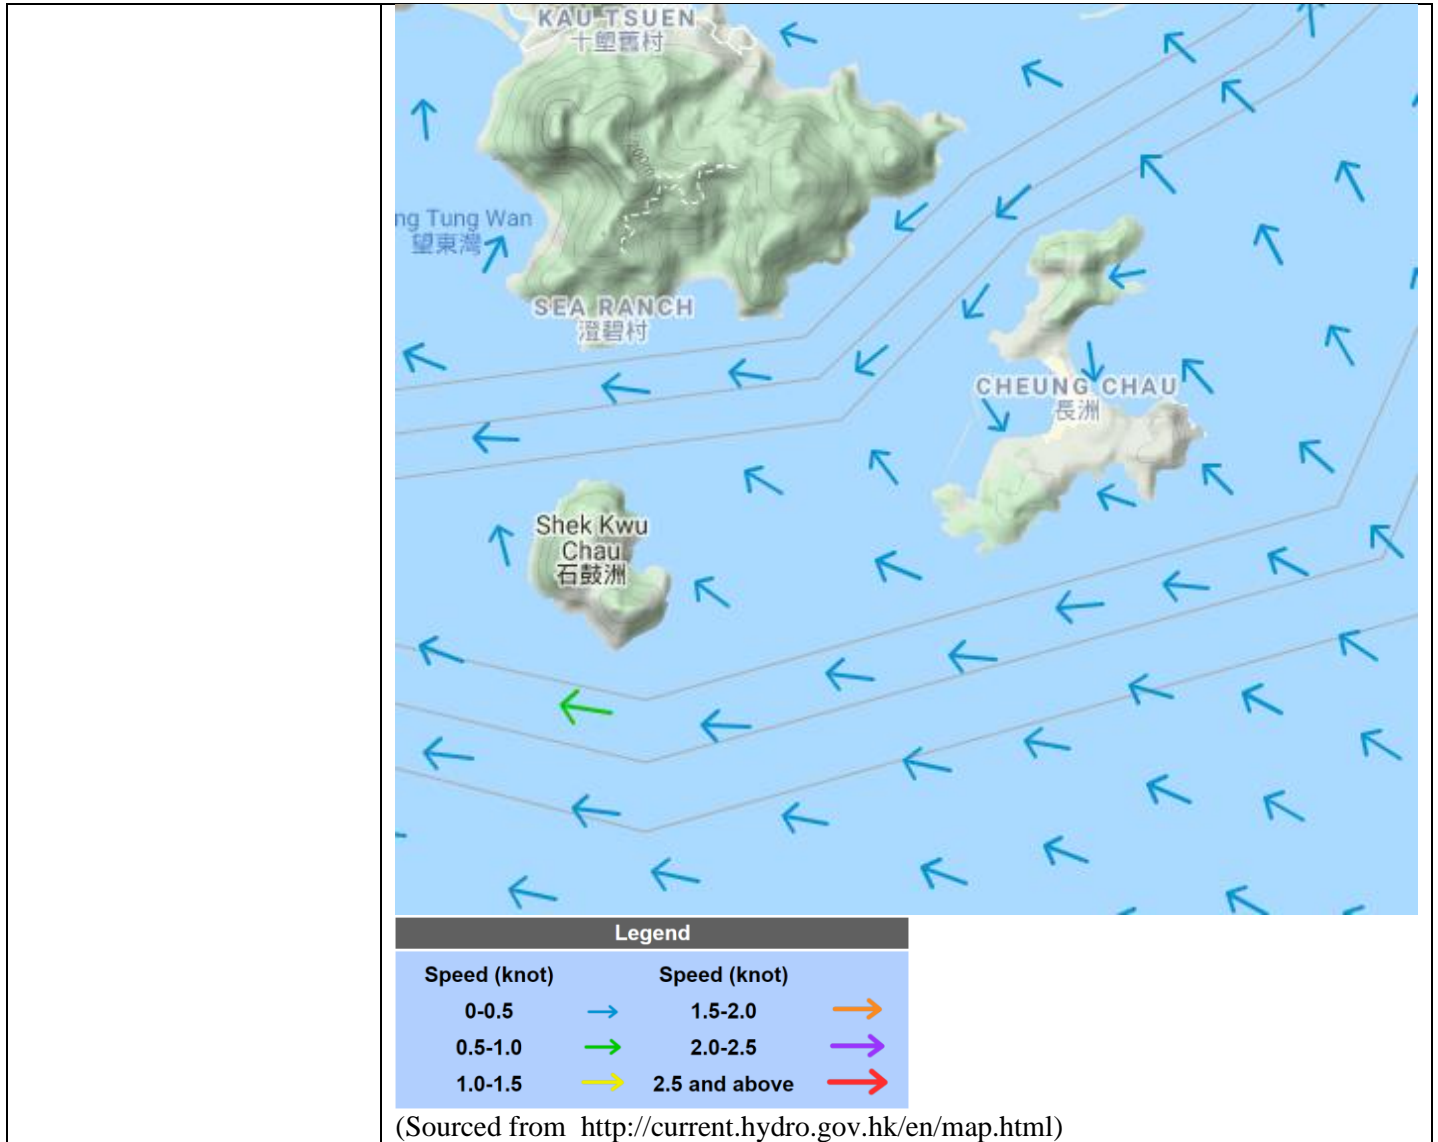 KAU TSUEN
十塱舊村
ng Tung Wan
望東灣
SEA RANCH
澄碧村
CHEUNG CHAU
長洲
Shek Kwu
Chau
石鼓洲
Legend
Speed (knot) Speed (knot)
0-0.5 1.5-2.0
0.5-1.0 2.0-2.5
1.0-1.5 2.5 and above
(Sourced from http://current.hydro.gov.hk/en/map.html)